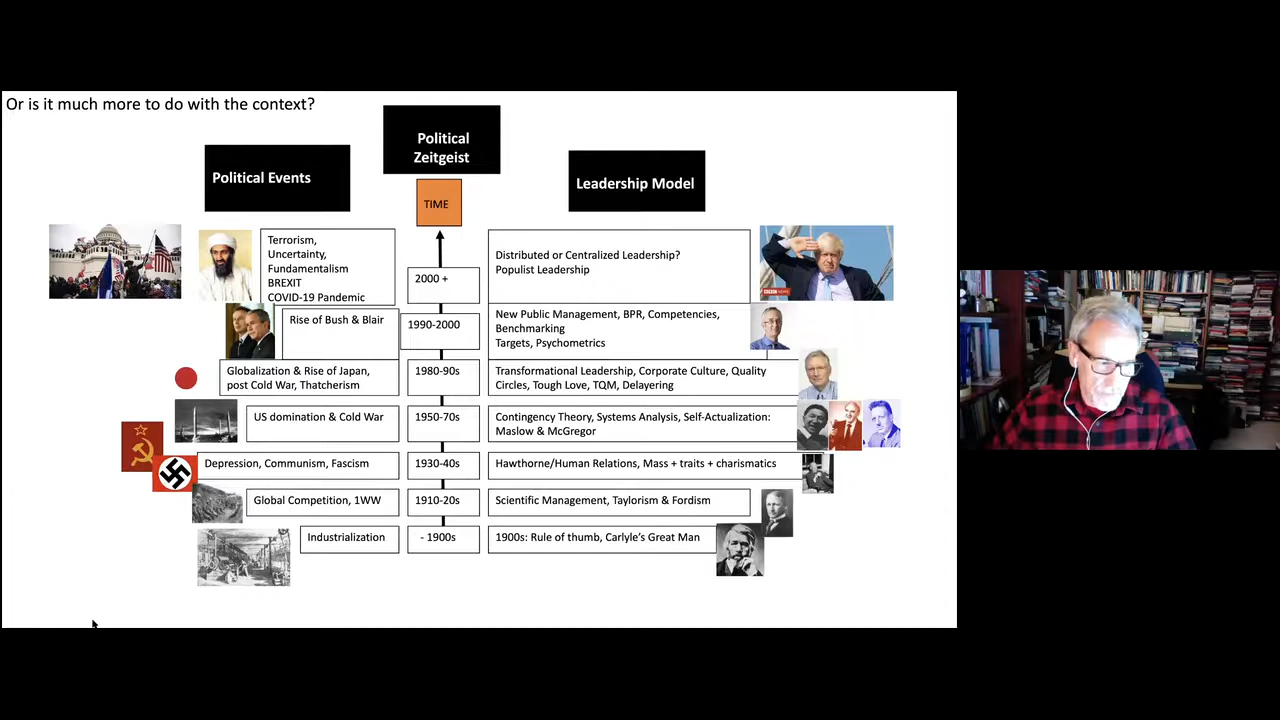 Or is it much more to do with the context?
Political
Zeitgeist
Political Events
Leadership Model
TIME
Terrorism,
Uncertainty,
Fundamentalism
BREXIT
COVID-19 Pandemic
2000 +
Distributed or Centralized Leadership?
Populist Leadership
BBC NEWS
Rise of Bush & Blair
1990-2000
New Public Management, BPR, Competencies,
Benchmarking
Targets, Psychometrics
Globalization & Rise of Japan,
post Cold War, Thatcherism
1980-90s
Transformational Leadership, Corporate Culture, Quality
Circles, Tough Love, TQM, Delayering
US domination & Cold War
1950-70s
Contingency Theory, Systems Analysis, Self-Actualization:
Maslow & McGregor
Depression, Communism, Fascism
1930-40s
Hawthorne/Human Relations, Mass + traits + charismatics
Global Competition, 1WW
1910-20s
Scientific Management, Taylorism & Fordism
Industrialization
- 1900s
1900s: Rule of thumb, Carlyle's Great Man